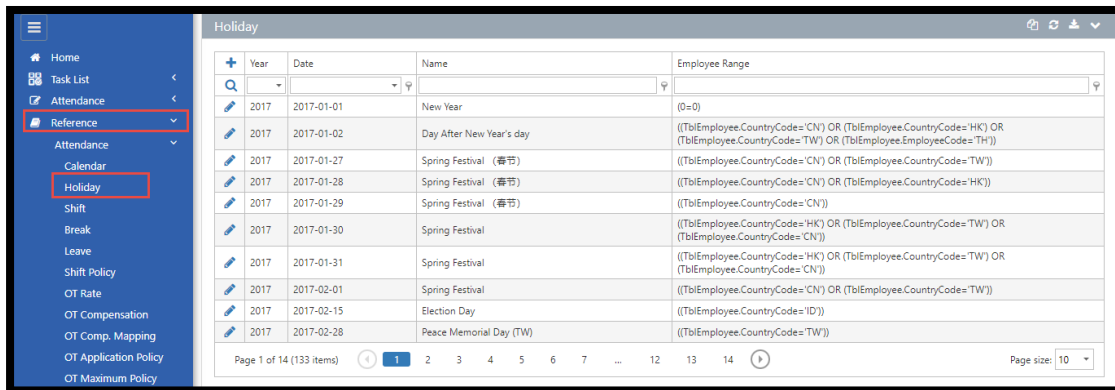 Holiday
Home
Task List
Attendance
Reference
Attendance
Calendar
Holiday
Shift
Break
Leave
Shift Policy
OT Rate
OT Compensation
OT Comp. Mapping
OT Application Policy
OT Maximum Policy
Year Date Name Employee Range
2017 2017-01-01 New Year (0=0)
2017 2017-01-02 Day After New Year's day ((TblEmployee.CountryCode='CN') OR (TblEmployee.CountryCode='HK') OR
(TblEmployee.CountryCode='TW') OR (TblEmployee.EmployeeCode='TH'))
2017 2017-01-27 Spring Festival （春节） ((TblEmployee.CountryCode='CN') OR (TblEmployee.CountryCode='TW'))
2017 2017-01-28 Spring Festival （春节） ((TblEmployee.CountryCode='CN') OR (TblEmployee.CountryCode='HK'))
2017 2017-01-29 Spring Festival （春节） ((TblEmployee.CountryCode='CN'))
2017 2017-01-30 Spring Festival ((TblEmployee.CountryCode='HK') OR (TblEmployee.CountryCode='TW') OR
(TblEmployee.CountryCode='CN'))
2017 2017-01-31 Spring Festival ((TblEmployee.CountryCode='HK') OR (TblEmployee.CountryCode='TW') OR
(TblEmployee.CountryCode='CN'))
2017 2017-02-01 Spring Festival ((TblEmployee.CountryCode='CN') OR (TblEmployee.CountryCode='TW'))
2017 2017-02-15 Election Day ((TblEmployee.CountryCode='ID'))
2017 2017-02-28 Peace Memorial Day (TW) ((TblEmployee.CountryCode='TW'))
Page 1 of 14 (133 items) 1 2 3 4 5 6 7 ... 12 13 14 Page size: 10